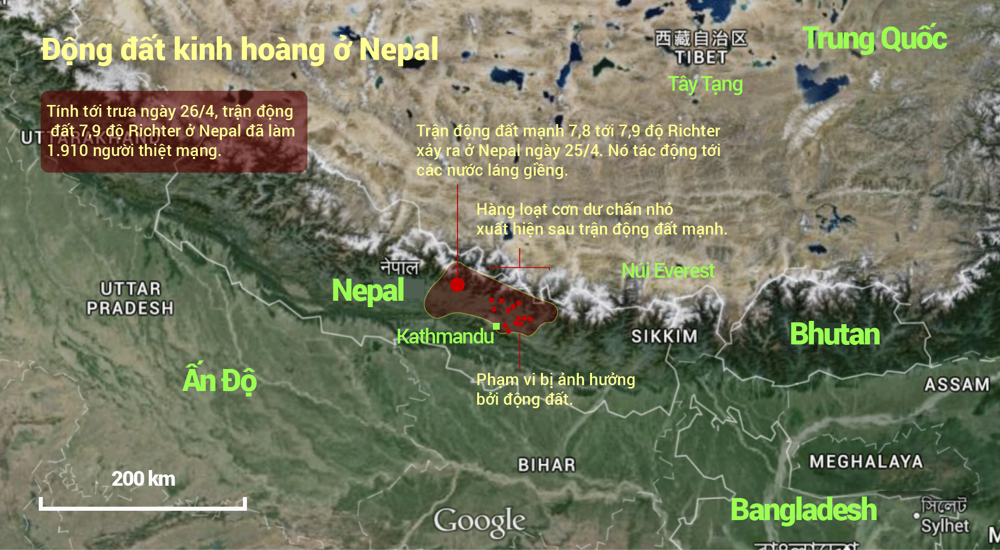 Động đất kinh hoàng ở Nepal
西藏自治区
TIBET
Trung Quốc
Tây Tạng
UTTARAKHAND
Tính tới trưa ngày 26/4, trận động
đất 7,9 độ Richter ở Nepal đã làm
1.910 người thiệt mạng.
Trận động đất mạnh 7,8 tới 7,9 độ Richter
xảy ra ở Nepal ngày 25/4. Nó tác động tới
các nước láng giềng.
Hàng loạt cơn dư chấn nhỏ
xuất hiện sau trận động đất mạnh.
नेपाल
Nepal
Núi Everest
UTTAR
PRADESH
Kathmandu
SIKKIM
Bhutan
Ấn Độ
Phạm vi bị ảnh hưởng
bởi động đất.
ASSAM
BIHAR
MEGHALAYA
200 km
Google
Bangladesh
সিলেট
Sylhet